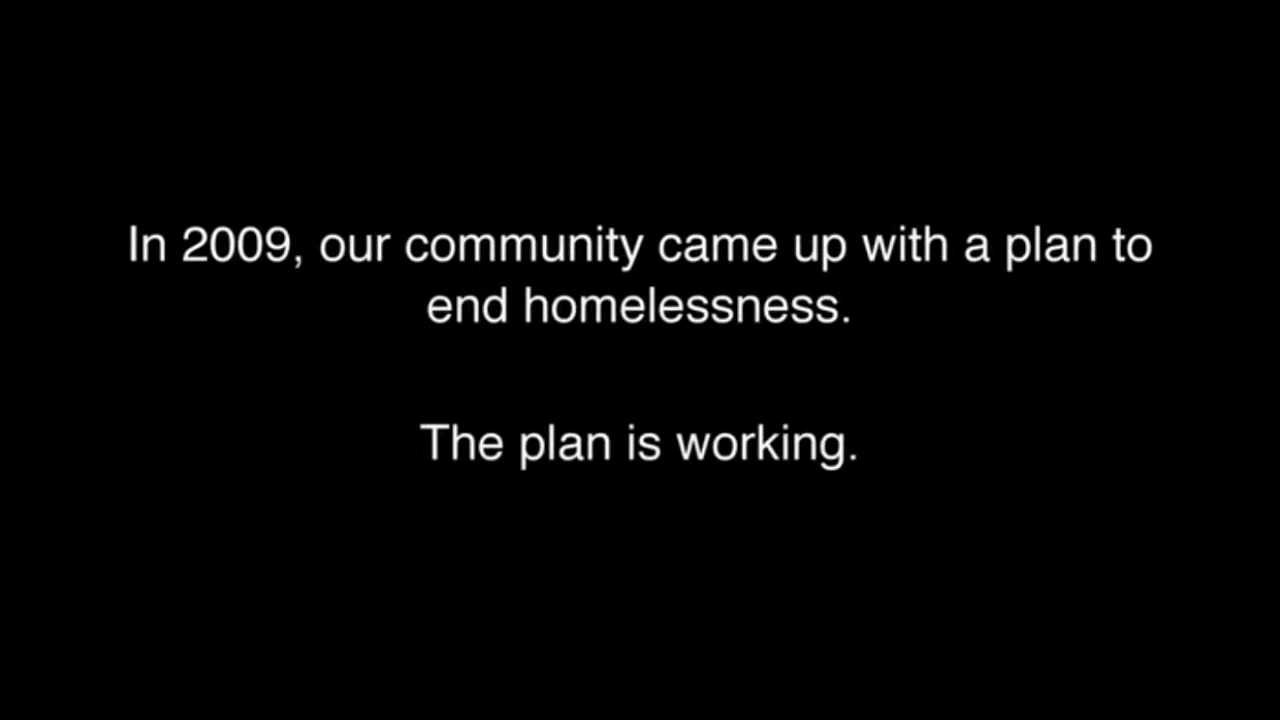 In 2009, our community came up with a plan to
end homelessness.
The plan is working.